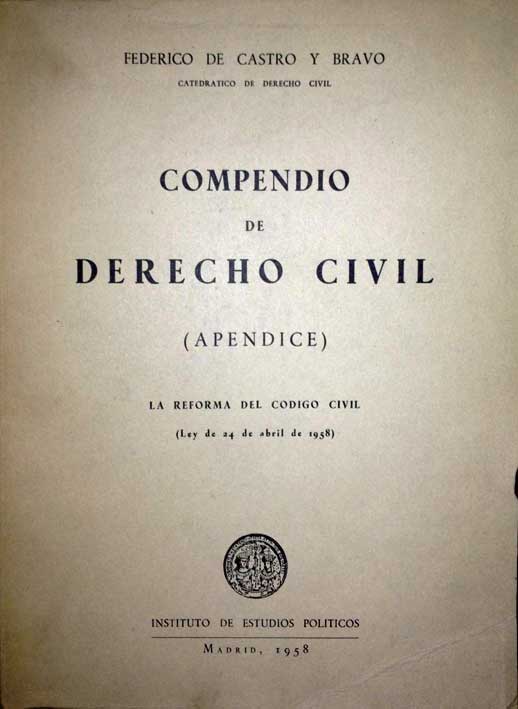 FEDERICO DE CASTRO Y BRAVO
CATEDRATICO DE DERECHO CIVIL
COMPENDIO
DE
DERECHO CIVIL
(APENDICE)
LA REFORMA DEL CODIGO CIVIL
(Ley de 24 de abril de 1958)
INSTITUTO DE ESTUDIOS POLITICOS
MADRID, 1958